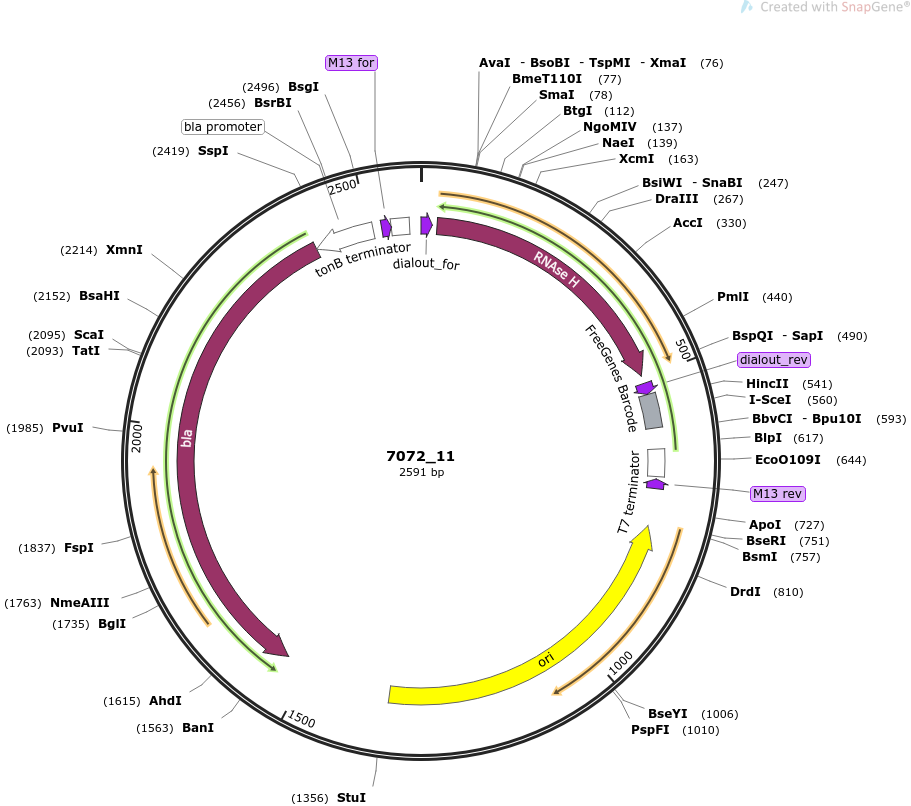 Created with SnapGene®
M13 for
(2496) BsgI
(2456) BsrBI
bla promoter
(2419) SspI
AvaI - BsoBI - TspMI - XmaI (76)
BmeT110I (77)
SmaI (78)
BtgI (112)
NgoMIV (137)
NaeI (139)
XcmI (163)
BsiWI - SnaBI (247)
DraIII (267)
AccI (330)
2500
tonB terminator
dialout_for
RNAse H
(2214) XmnI
(2152) BsaHI
(2095) ScaI
(2093) TatI
PmlI (440)
BspQI - SapI (490)
500
dialout_rev
FreeGenes Barcode
HincII (541)
I-SceI (560)
BbvCI - Bpu10I (593)
BlpI (617)
EcoO109I (644)
(1985) PvuI
2000
bla
7072_11
2591 bp
T7 terminator
M13 rev
ApoI (727)
BseRI (751)
BsmI (757)
DrdI (810)
(1837) FspI
(1763) NmeAIII
(1735) BglI
ori
1000
(1615) AhdI
(1563) BanI
1500
BseYI (1006)
PspFI (1010)
(1356) StuI